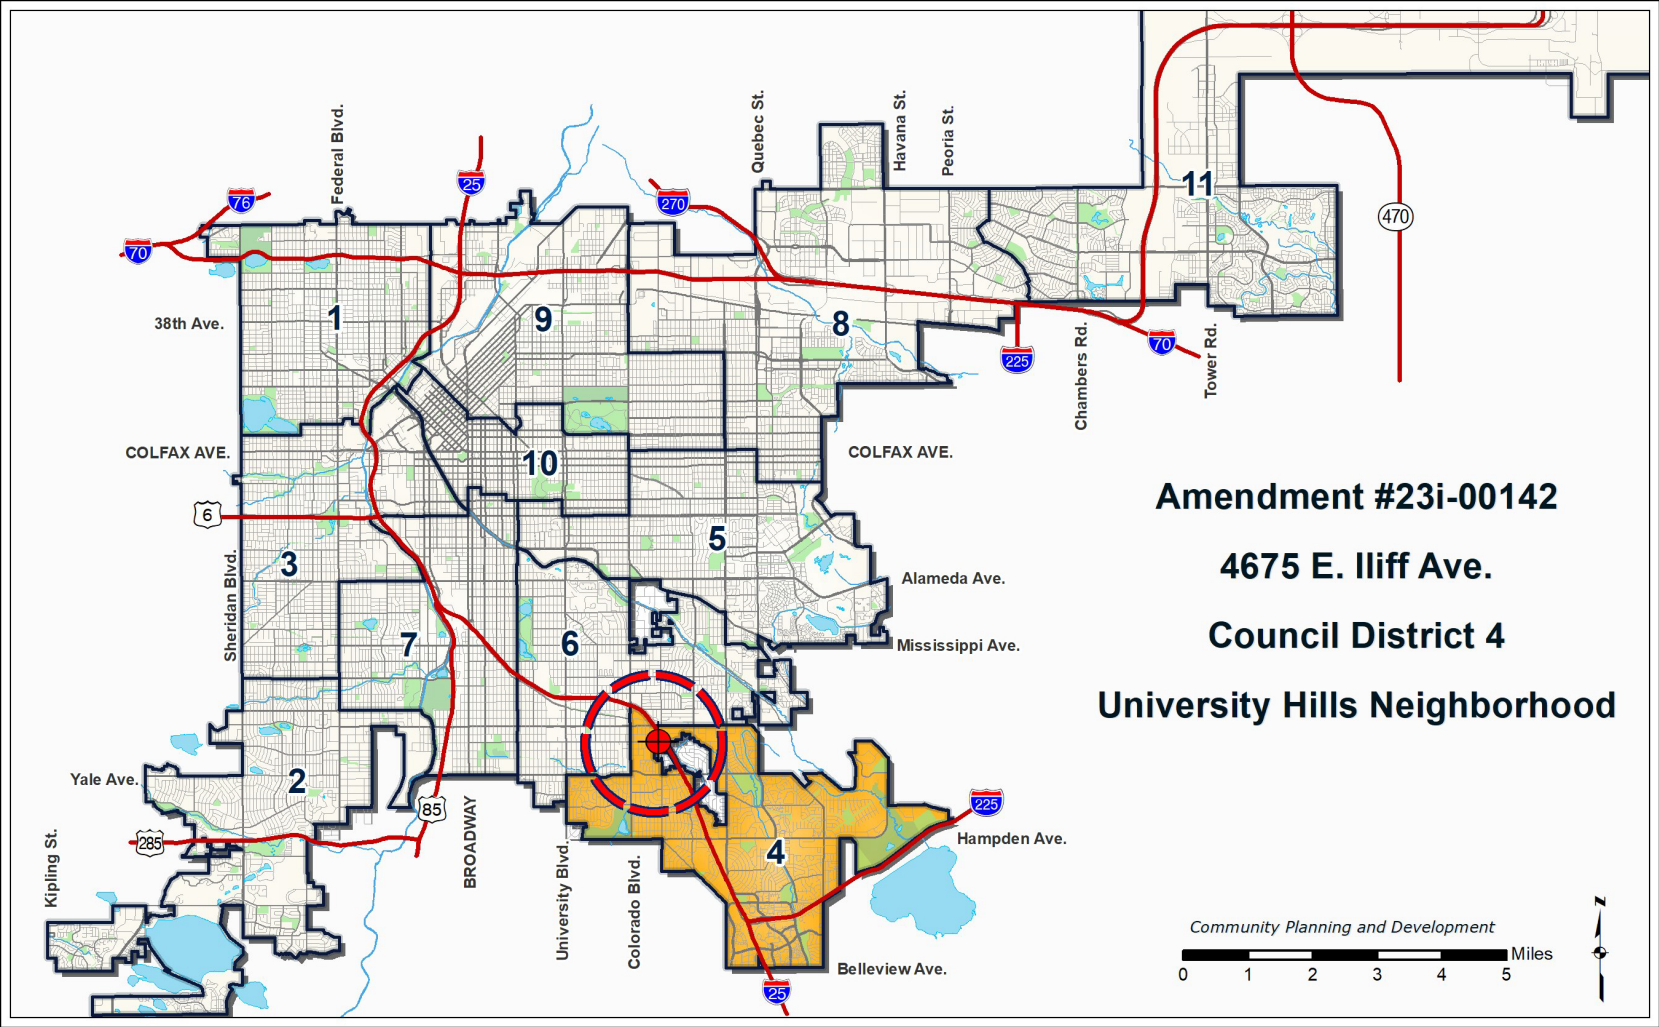 Federal Blvd.
Quebec St.
Havana St.
Peoria St.
25
76
270
11
470
70
1
9
8
38th Ave.
Chambers Rd.
Tower Rd.
225
70
COLFAX AVE.
10
COLFAX AVE.
Amendment #23i-00142
6
5
3
4675 E. Iliff Ave.
Sheridan Blvd.
Alameda Ave.
7
6
Council District 4
Mississippi Ave.
University Hills Neighborhood
Yale Ave.
2
85
BROADWAY
225
285
Hampden Ave.
Kipling St.
4
University Blvd.
Colorado Blvd.
Z
Community Planning and Development
Miles
0 1 2 3 4 5
Belleview Ave.
25